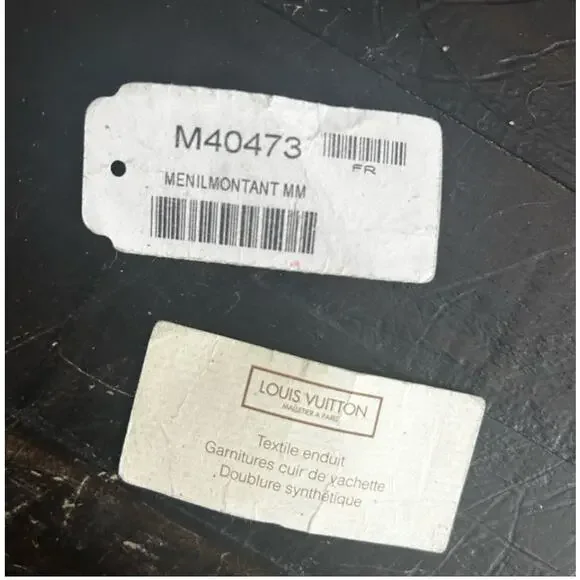 M40473
FR
MENILMONTANT MM
LOUIS VUITTON
MALLETIER A PARIS
Textile enduit
Garnitures cuir de vachette
Doublure synthétique